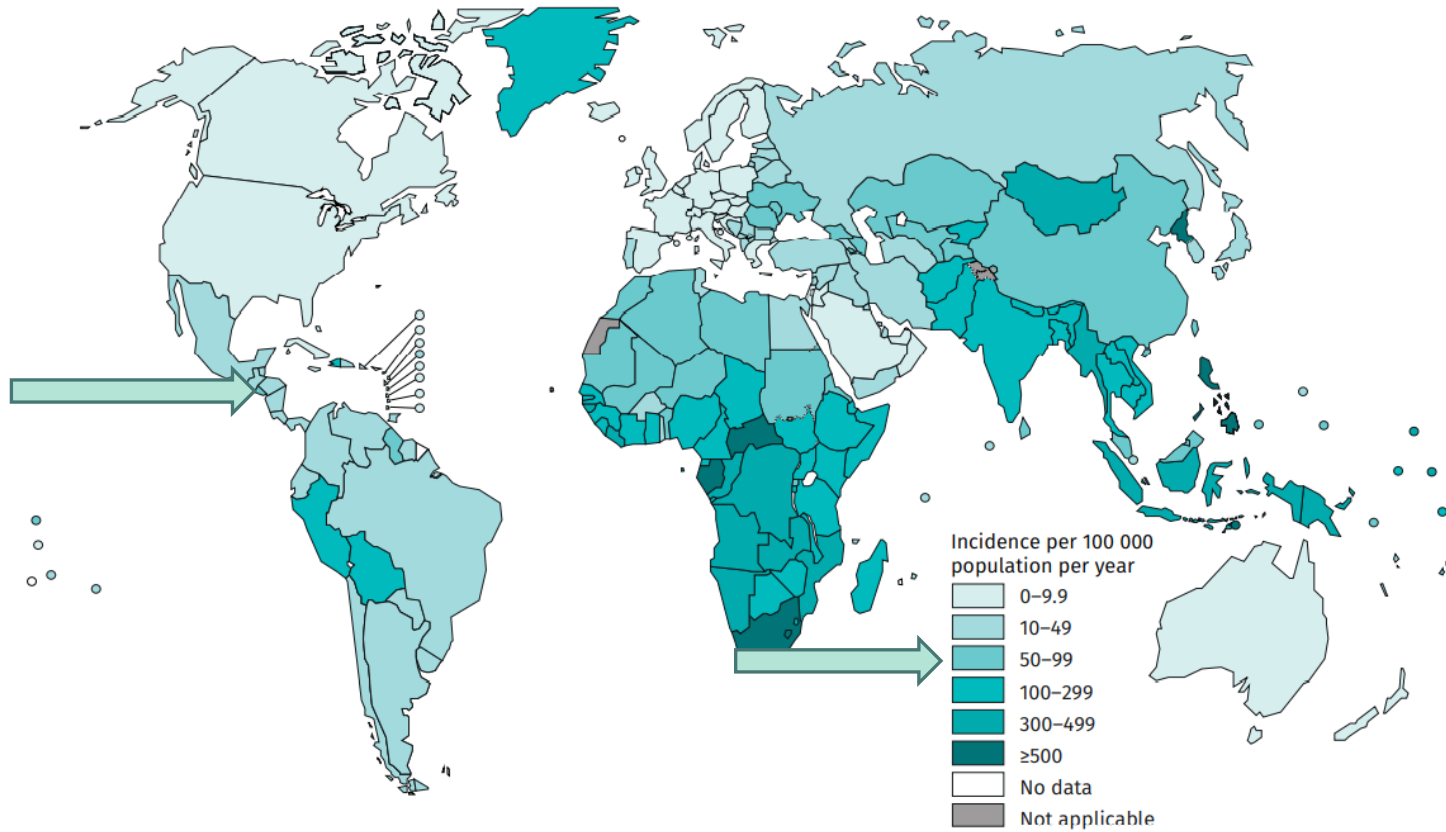 Incidence per 100 000
population per year
0–9.9
10–49
50–99
100–299
300–499
≥500
No data
Not applicable